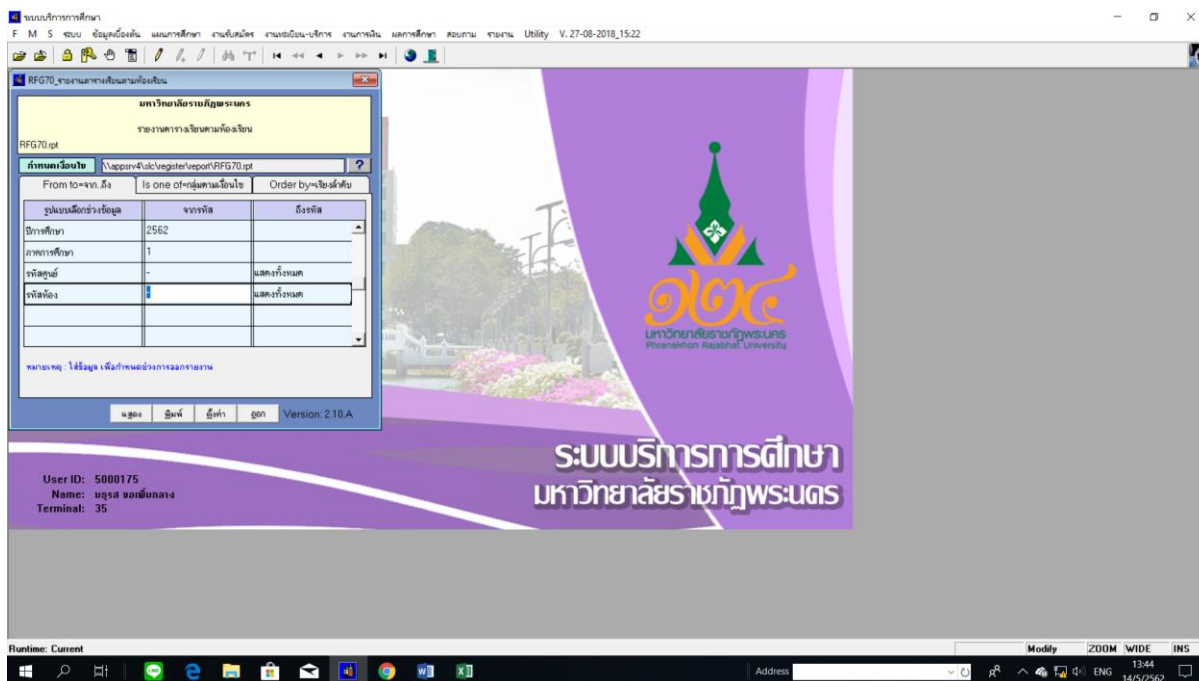 ระบบบริการการศึกษา
F M S ระบบ ข้อมูลเบื้องต้น แผนการศึกษา งานรับสมัคร งานทะเบียน-บริการ งานการเงิน ผลการศึกษา สอบถาม รายงาน Utility V. 27-08-2018_15:22
RFG70_รายงานตารางเรียนตามห้องเรียน
มหาวิทยาลัยราชภัฏพระนคร
รายงานตารางเรียนตามห้องเรียน
RFG70.rpt
กำหนดเงื่อนไข \\appsrv4\slc\register\report\RFG70.rpt ?
From to=จาก..ถึง Is one of=กลุ่มตามเงื่อนไข Order by=เรียงลำดับ
รูปแบบเลือกช่วงข้อมูล จากรหัส ถึงรหัส
ปีการศึกษา 2562
ภาคการศึกษา 1
รหัสศูนย์ - แสดงทั้งหมด
รหัสห้อง - แสดงทั้งหมด
หมายเหตุ : ใส่ข้อมูล เพื่อกำหนดช่วงการออกรายงาน
แสดง พิมพ์ ตั้งค่า ออก Version: 2.10.A
๑๒๔
มหาวิทยาลัยราชภัฏพระนคร
Phranakhon Rajabhat University
ระบบบริการการศึกษา
มหาวิทยาลัยราชภัฏพระนคร
User ID: 5000175
Name: มธุรส
Terminal: 35
Runtime: Current Modify ZOOM WIDE INS
Address ENG 13:44
14/5/2562